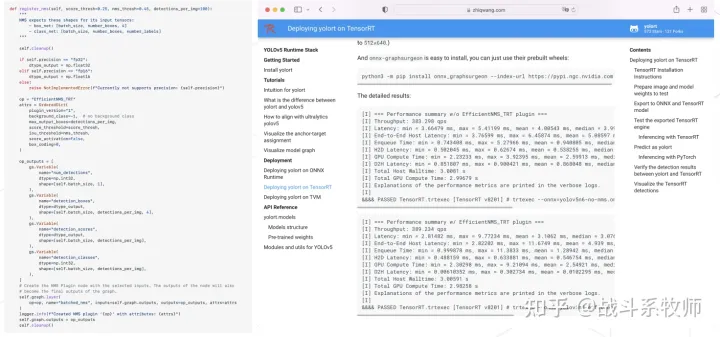 def register_nms(self, score_thresh=0.25, nms_thresh=0.45, detections_per_img=100):
"""
NMS expects these shapes for its input tensors:
- box_net: [batch_size, number_boxes, 4]
- class_net: [batch_size, number_boxes, number_labels]
"""
self.cleanup()
if self.precision == "fp32":
dtype_output = np.float32
elif self.precision == "fp16":
dtype_output = np.float16
else:
raise NotImplementedError(f"Currently not supports precision: {self.precision}")
op = "EfficientNMS_TRT"
attrs = OrderedDict(
plugin_version="1",
background_class=-1, # no background class
max_output_boxes=detections_per_img,
score_threshold=score_thresh,
iou_threshold=nms_thresh,
score_activation=False,
box_coding=0,
)
op_outputs = [
gs.Variable(
name="num_detections",
dtype=np.int32,
shape=[self.batch_size, 1],
),
gs.Variable(
name="detection_boxes",
dtype=dtype_output,
shape=[self.batch_size, detections_per_img, 4],
),
gs.Variable(
name="detection_scores",
dtype=dtype_output,
shape=[self.batch_size, detections_per_img],
),
gs.Variable(
name="detection_classes",
dtype=np.int32,
shape=[self.batch_size, detections_per_img],
),
]
# Create the NMS Plugin node with the selected inputs. The outputs of the node will also
# become the final outputs of the graph.
self.graph.layer(
op=op, name="batched_nms", inputs=self.graph.outputs, outputs=op_outputs, attrs=attrs
)
logger.info(f"Created NMS plugin '{op}' with attributes: {attrs}")
self.graph.outputs = op_outputs
self.cleanup()
zhiqwang.com
Deploying yolort on TensorRT
yolort
YOLOv5 Runtime Stack
Getting Started
Install yolort
Tutorials
Intuition for yolort
What is the difference between yolort and yolov5
How to align with ultralytics yolov5
Visualize the anchor-target assignment
Visualize model graph
Deployment
Deploying yolort on ONNX Runtime
Deploying yolort on TensorRT
Deploying yolort on TVM
API Reference
yolort.models
Models structure
Pre-trained weights
Modules and utils for YOLOv5
to 512x640.)
And onnx-graphsurgeon is easy to install, you can just use their prebuilt wheels:
python3 -m pip install onnx_graphsurgeon --index-url https://pypi.ngc.nvidia.com
The detailed results:
[I] === Performance summary w/o EfficientNMS_TRT plugin ===
[I] Throughput: 383.298 qps
[I] Latency: min = 3.66479 ms, max = 5.41199 ms, mean = 4.00543 ms, median = 3.9
[I] End-to-End Host Latency: min = 3.76599 ms, max = 6.45874 ms, mean = 5.08597
[I] Enqueue Time: min = 0.743408 ms, max = 5.27966 ms, mean = 0.940805 ms, median
[I] H2D Latency: min = 0.502045 ms, max = 0.62674 ms, mean = 0.538255 ms, median
[I] GPU Compute Time: min = 2.23233 ms, max = 3.92395 ms, mean = 2.59913 ms, med
[I] D2H Latency: min = 0.851807 ms, max = 0.900421 ms, mean = 0.868048 ms, median
[I] Total Host Walltime: 3.0081 s
[I] Total GPU Compute Time: 2.99679 s
[I] Explanations of the performance metrics are printed in the verbose logs.
[I]
&&&& PASSED TensorRT.trtexec [TensorRT v8201] # trtexec --onnx=yolov5n6-no-nms.on
[I] === Performance summary w/ EfficientNMS_TRT plugin ===
[I] Throughput: 389.234 qps
[I] Latency: min = 2.81482 ms, max = 9.77234 ms, mean = 3.1062 ms, median = 3.07
[I] End-to-End Host Latency: min = 2.82202 ms, max = 11.6749 ms, mean = 4.939 ms,
[I] Enqueue Time: min = 0.999878 ms, max = 11.3833 ms, mean = 1.28942 ms, median
[I] H2D Latency: min = 0.488159 ms, max = 0.633881 ms, mean = 0.546754 ms, median
[I] GPU Compute Time: min = 2.30298 ms, max = 9.21094 ms, mean = 2.54921 ms, med
[I] D2H Latency: min = 0.00610352 ms, max = 0.302734 ms, mean = 0.0102295 ms, med
[I] Total Host Walltime: 3.00591 s
[I] Total GPU Compute Time: 2.98258 s
[I] Explanations of the performance metrics are printed in the verbose logs.
[I]
&&&& PASSED TensorRT.trtexec [TensorRT v8201] # trtexec
Contents
Deploying yolort on TensorRT
TensorRT Installation Instructions
Prepare image and model weights to test
Export to ONNX and TensorRT model
Test the exported TensorRT engine
Inferencing with TensorRT
Predict as yolort
Inferencing with PyTorch
Verify the detection results between yolort and TensorRT
Visualize the TensorRT detections
知乎 @战斗系牧师